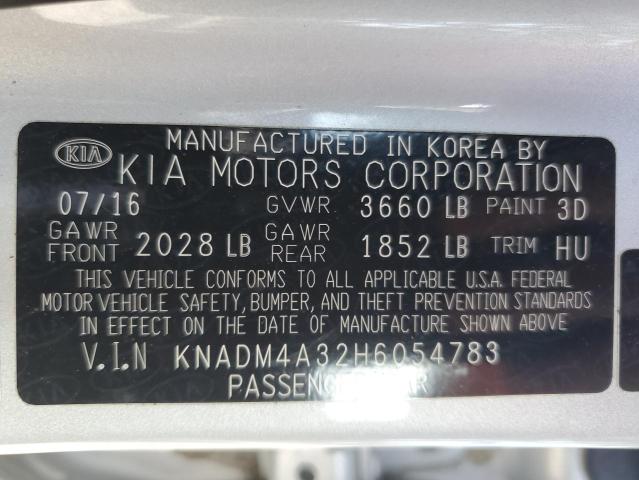 MANUFACTURED IN KOREA BY
KIA KIA MOTORS CORPORATION
07/16 GVWR 3660 LB PAINT 3D
GAWR FRONT 2028 LB GAWR REAR 1852 LB TRIM HU
THIS VEHICLE CONFORMS TO ALL APPLICABLE U.S.A. FEDERAL
MOTOR VEHICLE SAFETY, BUMPER, AND THEFT PREVENTION STANDARDS
IN EFFECT ON THE DATE OF MANUFACTURE SHOWN ABOVE
V.I.N KNADM4A32H6054783
PASSENGER CAR